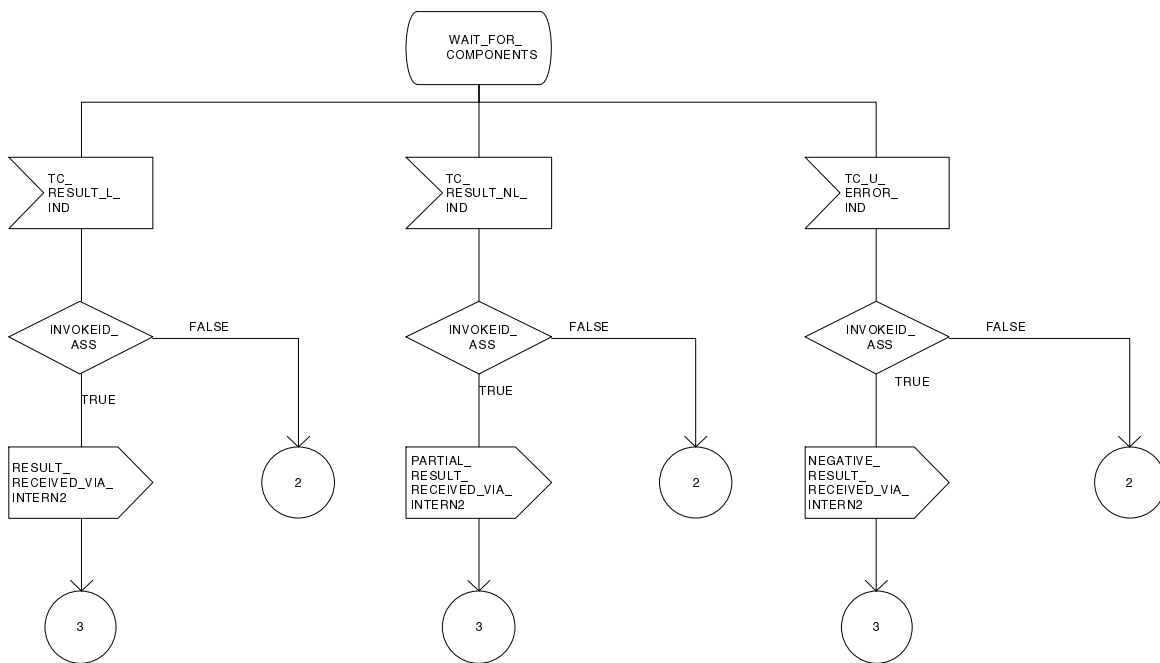 WAIT_FOR_
COMPONENTS
TC_
RESULT_L_
IND
TC_
RESULT_NL_
IND
TC_U_
ERROR_
IND
INVOKEID_
ASS
FALSE
INVOKEID_
ASS
FALSE
INVOKEID_
ASS
FALSE
TRUE
TRUE
TRUE
RESULT_
RECEIVED_VIA_
INTERN2
2
PARTIAL_
RESULT_
RECEIVED_VIA_
INTERN2
2
NEGATIVE_
RESULT_
RECEIVED_VIA_
INTERN2
2
3
3
3